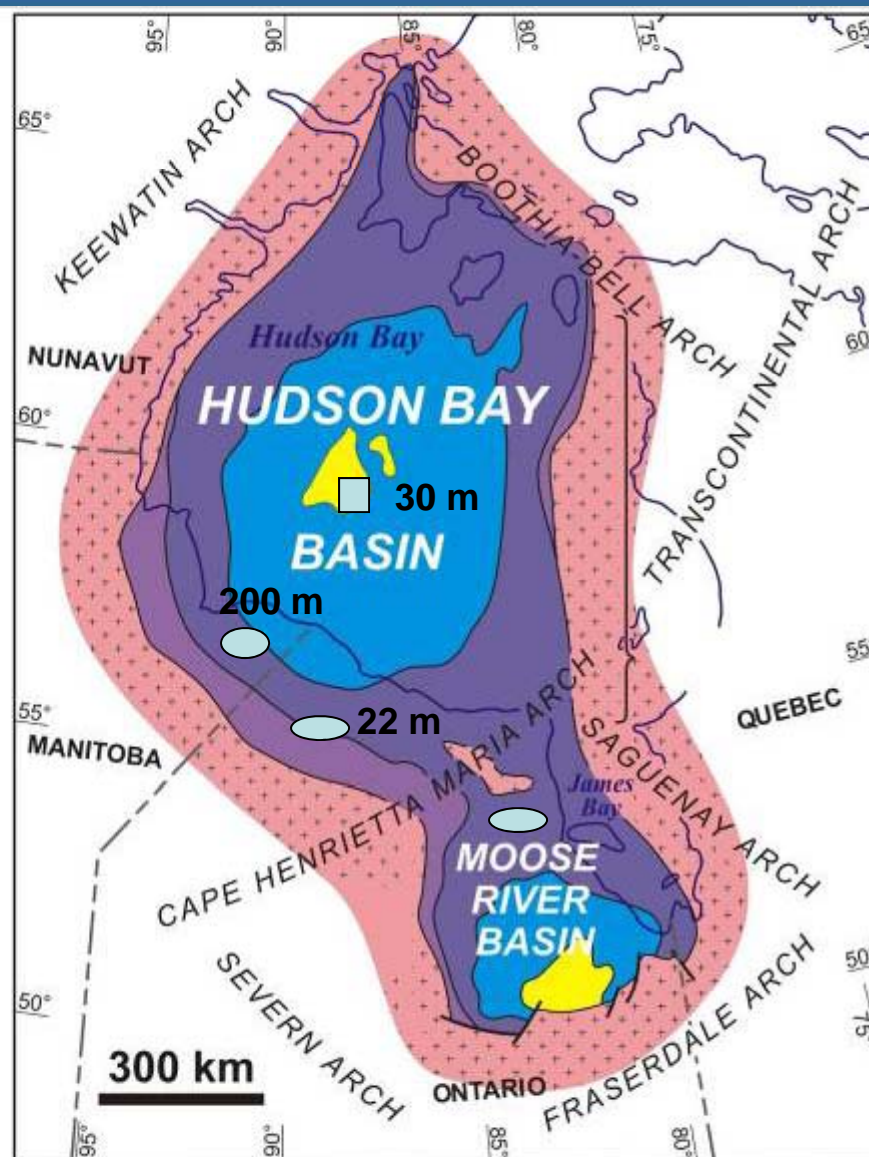 95°
90°
85°
80°
75°
65
65°
KEEWATIN ARCH
BOOTHIA-BELL ARCH
TRANSCONTINENTAL ARCH
Hudson Bay
NUNAVUT
60
HUDSON BAY
60°
30 m
BASIN
200 m
55
55°
22 m
QUEBEC
MANITOBA
CAPE HENRIETTA MARIA ARCH
SAGUENAY ARCH
James
Bay
MOOSE
RIVER
BASIN
50
50°
SEVERN ARCH
75°
300 km
ONTARIO
FRASERDALE ARCH
95°
90°
85°
80°